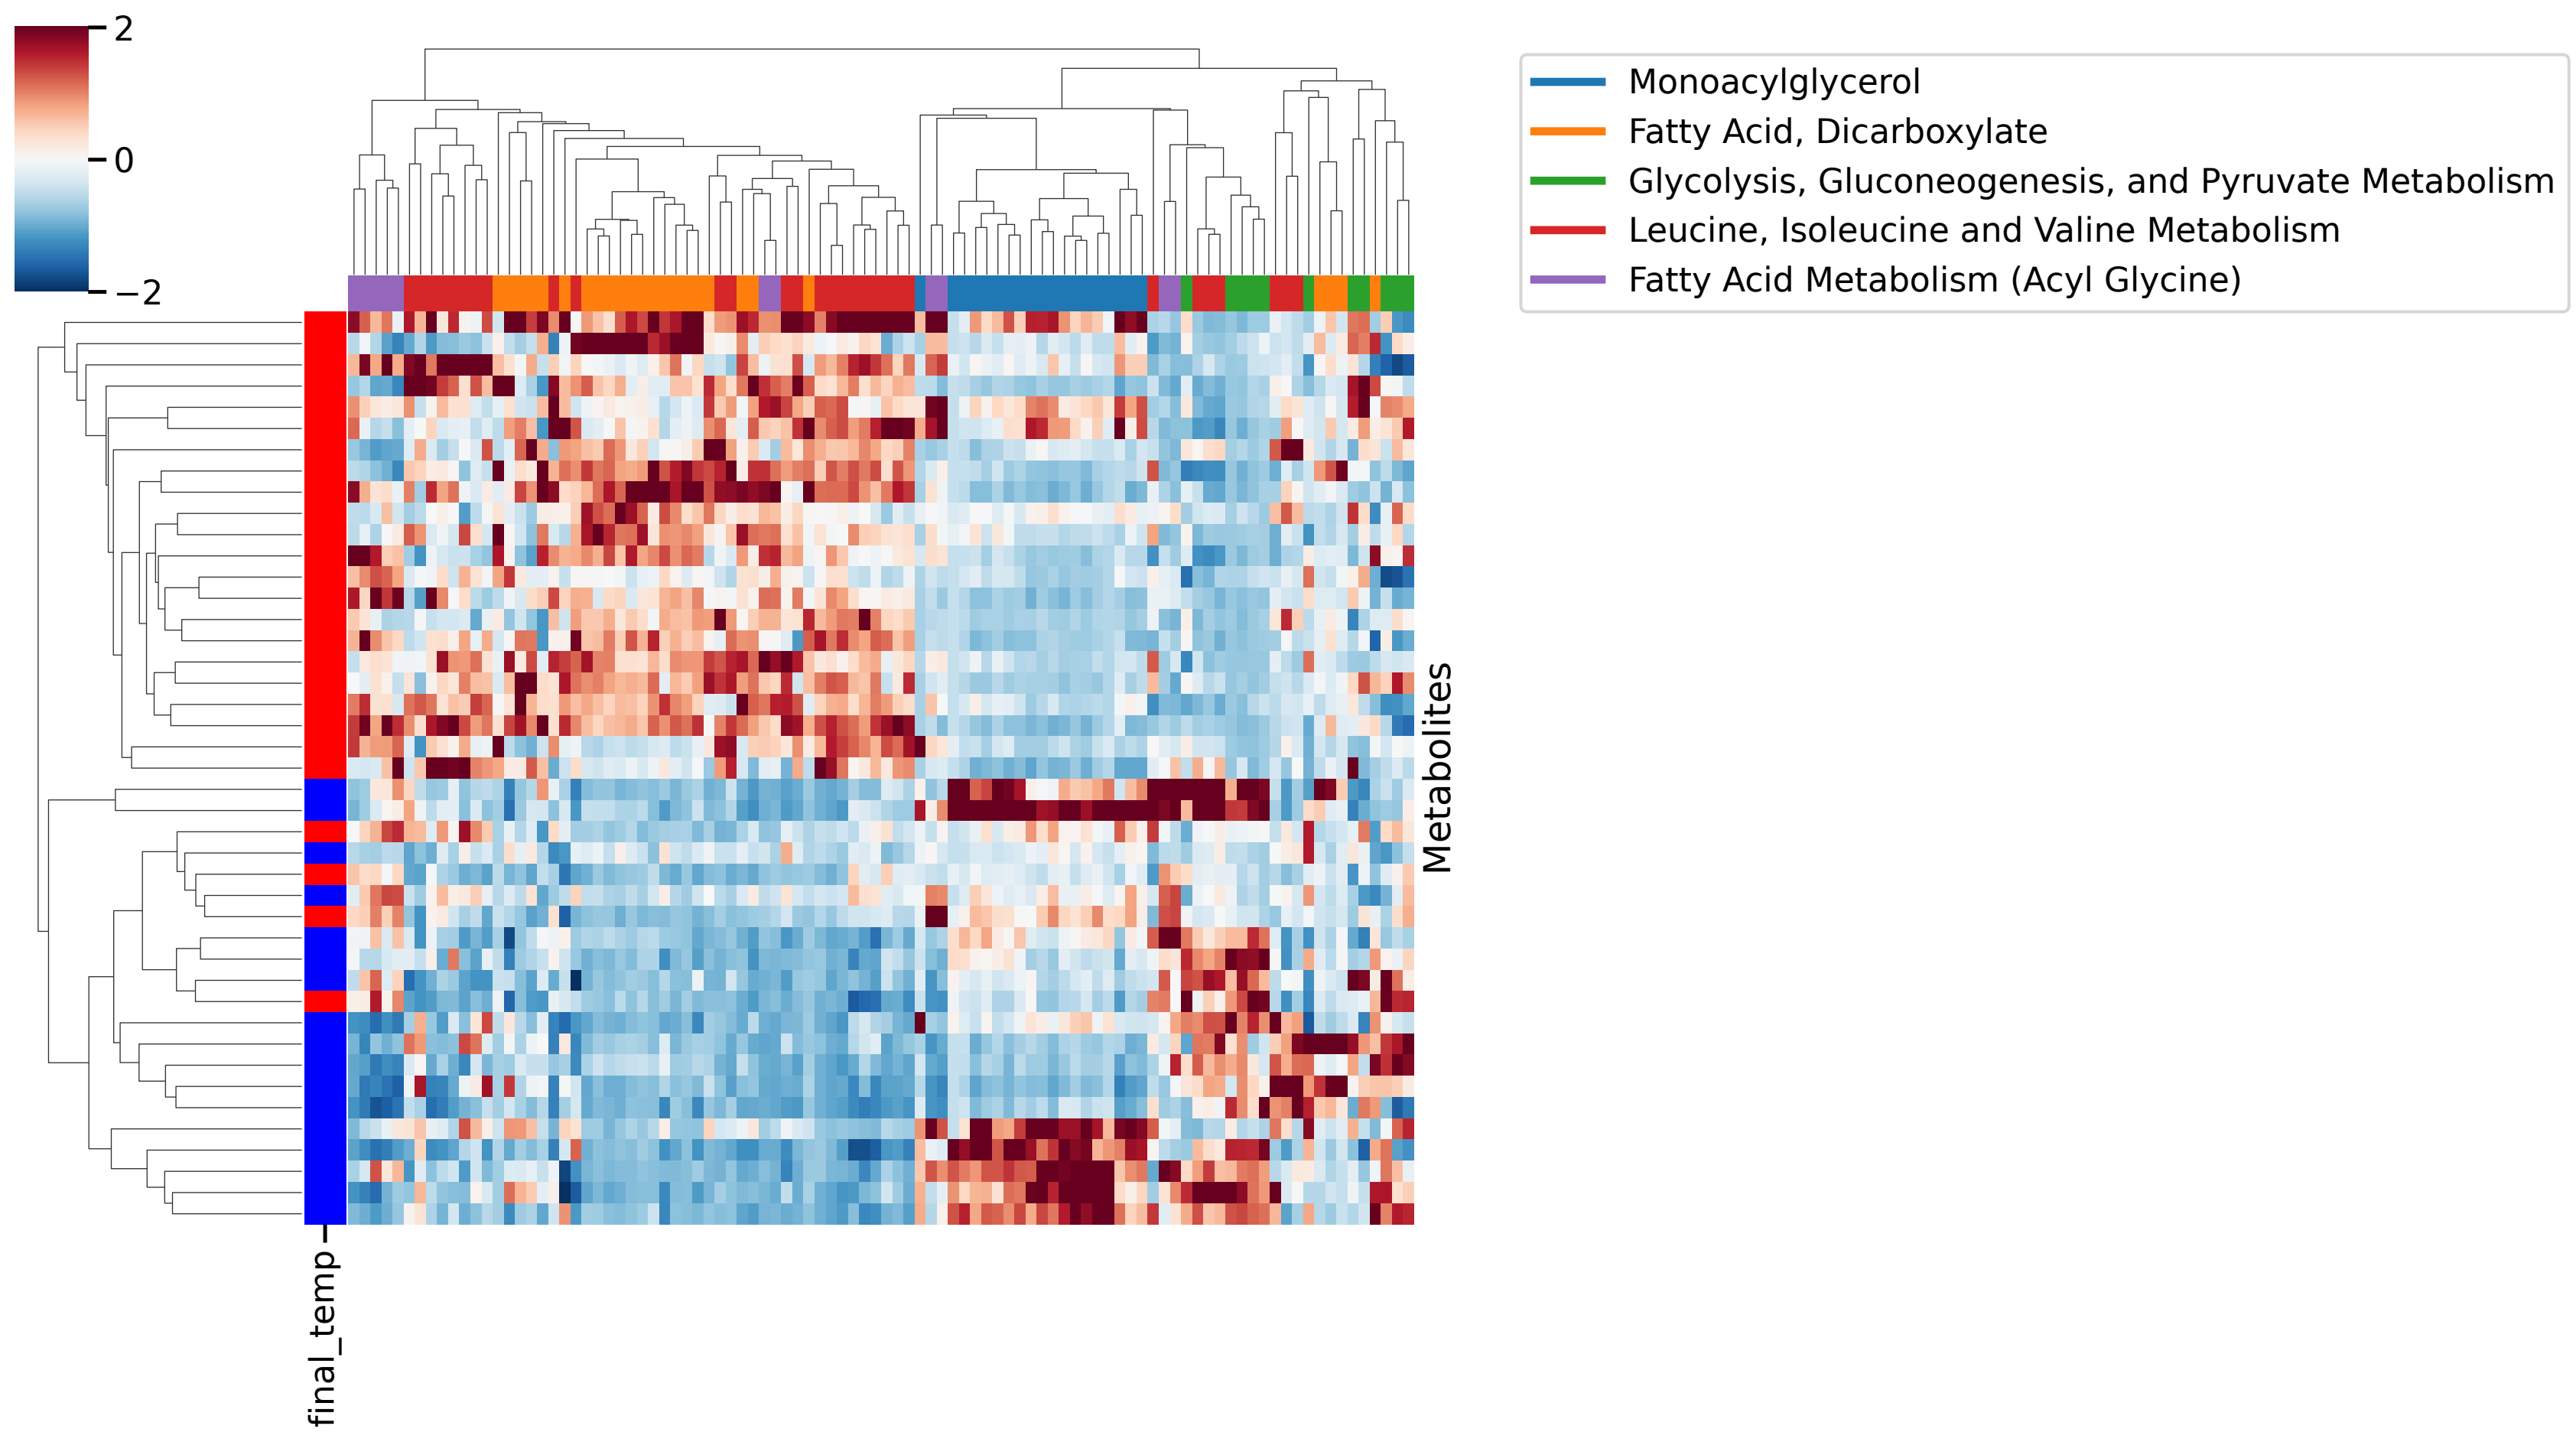 2
0
−2
Monoacylglycerol
Fatty Acid, Dicarboxylate
Glycolysis, Gluconeogenesis, and Pyruvate Metabolism
Leucine, Isoleucine and Valine Metabolism
Fatty Acid Metabolism (Acyl Glycine)
Metabolites
final_temp